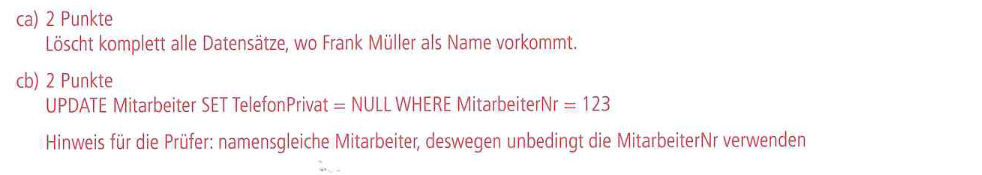 ca) 2 Punkte
Löscht komplett alle Datensätze, wo Frank Müller als Name vorkommt.
cb) 2 Punkte
UPDATE Mitarbeiter SET TelefonPrivat = NULL WHERE MitarbeiterNr = 123
Hinweis für die Prüfer: namensgleiche Mitarbeiter, deswegen unbedingt die MitarbeiterNr verwenden